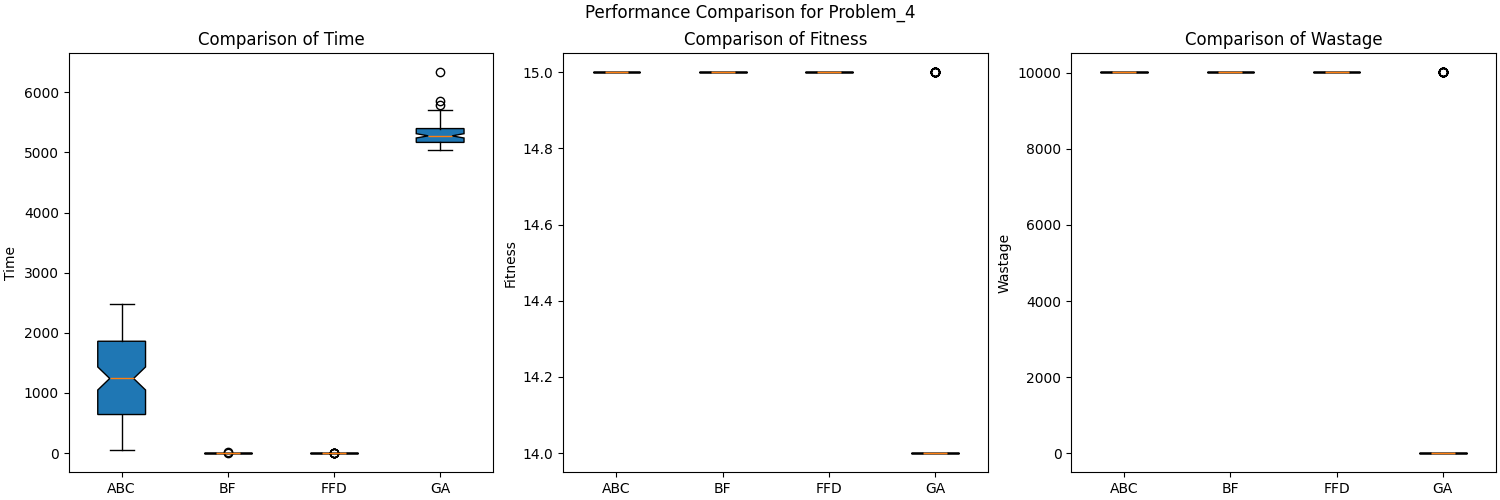 Performance Comparison for Problem_4
Comparison of Time
6000
5000
4000
3000
2000
1000
0
Time
ABC BF FFD GA
Comparison of Fitness
15.0
14.8
14.6
14.4
14.2
14.0
Fitness
ABC BF FFD GA
Comparison of Wastage
10000
8000
6000
4000
2000
0
Wastage
ABC BF FFD GA